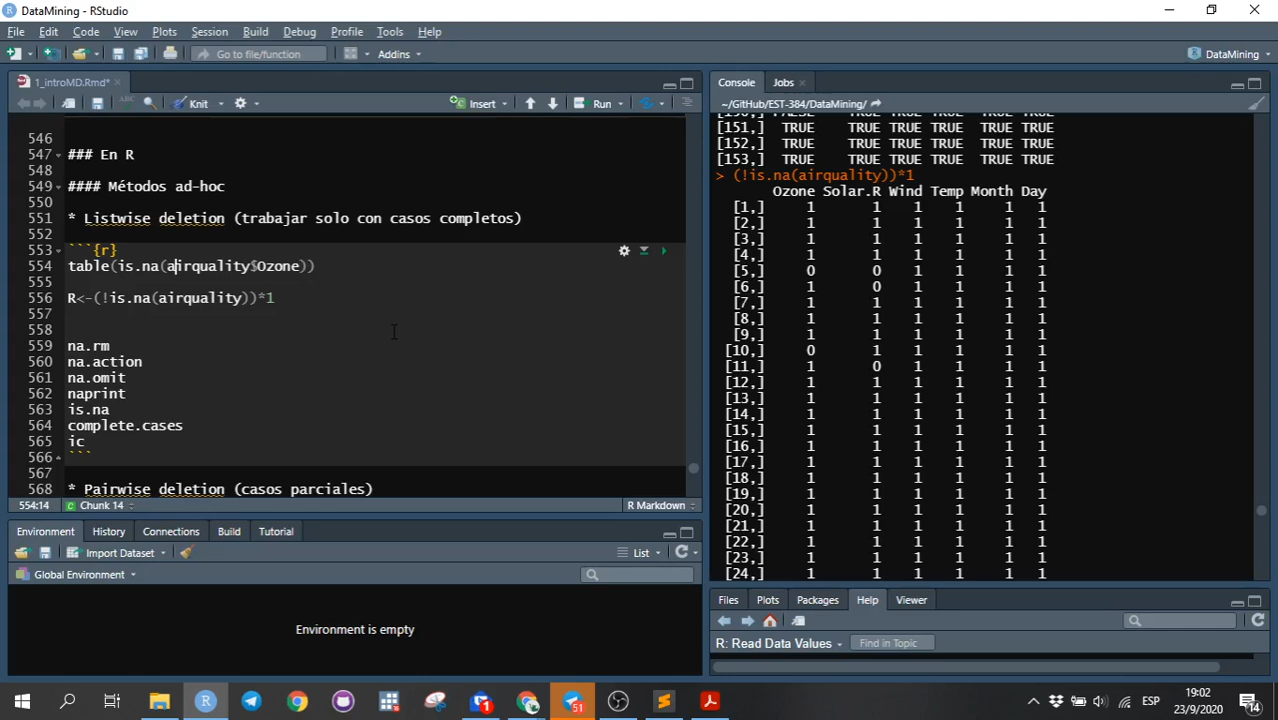 DataMining - RStudio
File Edit Code View Plots Session Build Debug Profile Tools Help
Go to file/function Addins DataMining
1_introMD.Rmd*
ABC Knit Insert Run
546
547 ### En R
548
549 #### Métodos ad-hoc
550
551 * Listwise deletion (trabajar solo con casos completos)
552
553 ```{r}
554 table(is.na(airquality$Ozone))
555
556 R<-(!is.na(airquality))*1
557
558
559 na.rm
560 na.action
561 na.omit
562 naprint
563 is.na
564 complete.cases
565 ic
566 ```
567
568 * Pairwise deletion (casos parciales)
554:14 Chunk 14 R Markdown
Environment History Connections Build Tutorial
Import Dataset List
Global Environment
Environment is empty
Console Jobs
~/GitHub/EST-384/DataMining/
[150,] FALSE TRUE TRUE TRUE TRUE TRUE
[151,] TRUE TRUE TRUE TRUE TRUE TRUE
[152,] TRUE TRUE TRUE TRUE TRUE TRUE
[153,] TRUE TRUE TRUE TRUE TRUE TRUE
> (!is.na(airquality))*1
Ozone Solar.R Wind Temp Month Day
[1,] 1 1 1 1 1 1
[2,] 1 1 1 1 1 1
[3,] 1 1 1 1 1 1
[4,] 1 1 1 1 1 1
[5,] 0 0 1 1 1 1
[6,] 1 0 1 1 1 1
[7,] 1 1 1 1 1 1
[8,] 1 1 1 1 1 1
[9,] 1 1 1 1 1 1
[10,] 0 1 1 1 1 1
[11,] 1 0 1 1 1 1
[12,] 1 1 1 1 1 1
[13,] 1 1 1 1 1 1
[14,] 1 1 1 1 1 1
[15,] 1 1 1 1 1 1
[16,] 1 1 1 1 1 1
[17,] 1 1 1 1 1 1
[18,] 1 1 1 1 1 1
[19,] 1 1 1 1 1 1
[20,] 1 1 1 1 1 1
[21,] 1 1 1 1 1 1
[22,] 1 1 1 1 1 1
[23,] 1 1 1 1 1 1
[24,] 1 1 1 1 1 1
Files Plots Packages Help Viewer
R: Read Data Values Find in Topic
51
ESP
19:02
23/9/2020
14